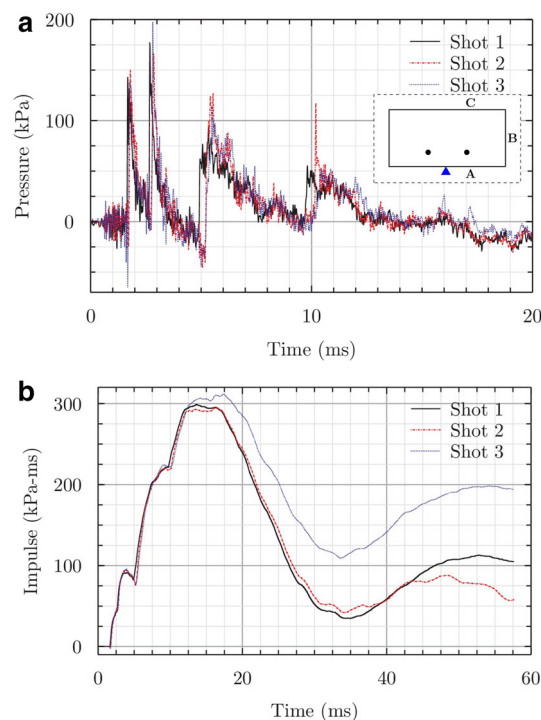 a
Pressure (kPa)
200
100
0
Shot 1
Shot 2
Shot 3
C
B
A
0
10
20
Time (ms)
b
Impulse (kPa-ms)
300
200
100
0
Shot 1
Shot 2
Shot 3
0
20
40
60
Time (ms)